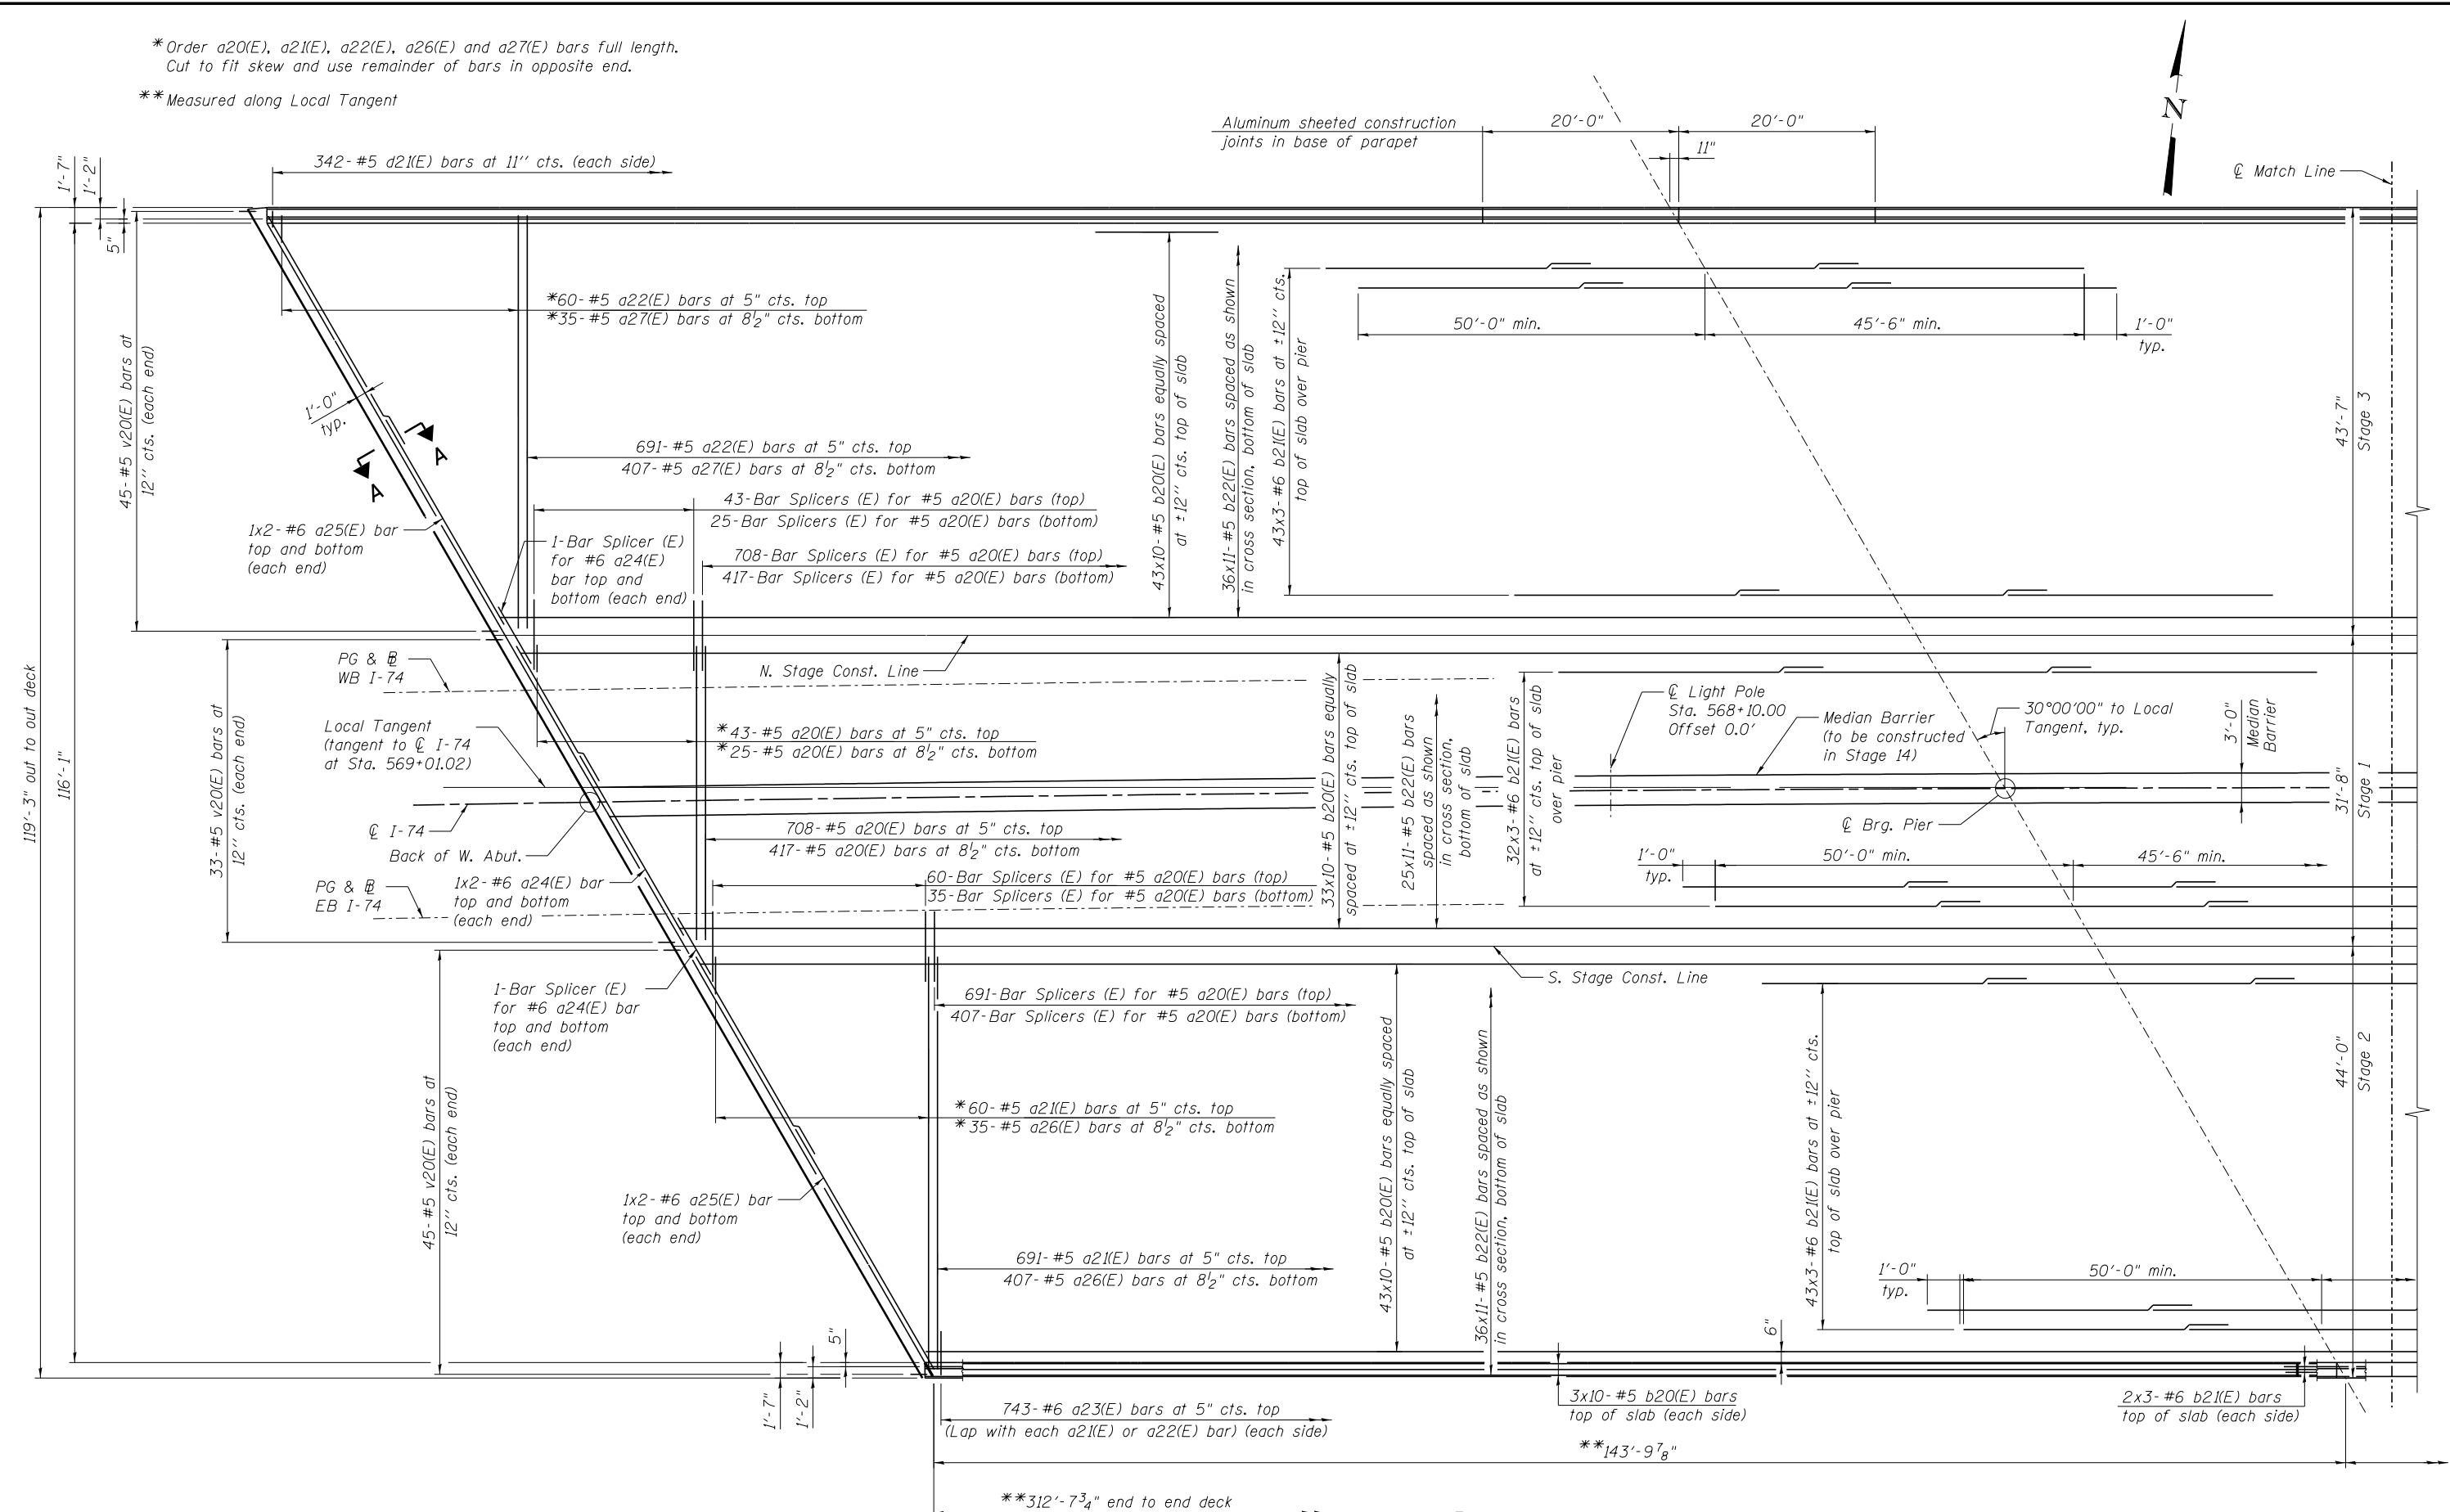 * Order a20(E), a21(E), a22(E), a26(E) and a27(E) bars full length.
Cut to fit skew and use remainder of bars in opposite end.
** Measured along Local Tangent
Aluminum sheeted construction
joints in base of parapet
20'-0"
20'-0"
11"
N
℄ Match Line
342-#5 d21(E) bars at 11'' cts. (each side)
1'-7"
1'-2"
5"
*60-#5 a22(E) bars at 5" cts. top
*35-#5 a27(E) bars at 8½" cts. bottom
50'-0" min.
45'-6" min.
1'-0"
typ.
45-#5 v20(E) bars at
12'' cts. (each end)
1'-0"
typ.
A
A
43x10-#5 b20(E) bars equally spaced
at ±12'' cts. top of slab
36x11-#5 b22(E) bars spaced as shown
in cross section, bottom of slab
43x3-#6 b21(E) bars at ±12'' cts.
top of slab over pier
43'-7"
Stage 3
691-#5 a22(E) bars at 5" cts. top
407-#5 a27(E) bars at 8½" cts. bottom
43-Bar Splicers (E) for #5 a20(E) bars (top)
25-Bar Splicers (E) for #5 a20(E) bars (bottom)
1x2-#6 a25(E) bar
top and bottom
(each end)
1-Bar Splicer (E)
for #6 a24(E)
bar top and
bottom (each end)
708-Bar Splicers (E) for #5 a20(E) bars (top)
417-Bar Splicers (E) for #5 a20(E) bars (bottom)
119'-3" out to out deck
116'-1"
PG & ℄
WB I-74
N. Stage Const. Line
33-#5 v20(E) bars at
12'' cts. (each end)
Local Tangent
(tangent to ℄ I-74
at Sta. 569+01.02)
*43-#5 a20(E) bars at 5" cts. top
*25-#5 a20(E) bars at 8½" cts. bottom
33x10-#5 b20(E) bars equally
spaced at ±12'' cts. top of slab
25x11-#5 b22(E) bars
spaced as shown
in cross section,
bottom of slab
32x3-#6 b21(E) bars
at ±12'' cts. top of slab
over pier
℄ Light Pole
Sta. 568+10.00
Offset 0.0'
Median Barrier
(to be constructed
in Stage 14)
30°00'00" to Local
Tangent, typ.
3'-0"
Median
Barrier
31'-8"
Stage 1
℄ I-74
Back of W. Abut.
708-#5 a20(E) bars at 5" cts. top
417-#5 a20(E) bars at 8½" cts. bottom
℄ Brg. Pier
1'-0"
typ.
50'-0" min.
45'-6" min.
PG & ℄
EB I-74
1x2-#6 a24(E) bar
top and bottom
(each end)
60-Bar Splicers (E) for #5 a20(E) bars (top)
35-Bar Splicers (E) for #5 a20(E) bars (bottom)
S. Stage Const. Line
1-Bar Splicer (E)
for #6 a24(E) bar
top and bottom
(each end)
691-Bar Splicers (E) for #5 a20(E) bars (top)
407-Bar Splicers (E) for #5 a20(E) bars (bottom)
45-#5 v20(E) bars at
12'' cts. (each end)
*60-#5 a21(E) bars at 5" cts. top
*35-#5 a26(E) bars at 8½" cts. bottom
43x10-#5 b20(E) bars equally spaced
at ±12'' cts. top of slab
36x11-#5 b22(E) bars spaced as shown
in cross section, bottom of slab
43x3-#6 b21(E) bars at ±12'' cts.
top of slab over pier
44'-0"
Stage 2
1x2-#6 a25(E) bar
top and bottom
(each end)
691-#5 a21(E) bars at 5" cts. top
407-#5 a26(E) bars at 8½" cts. bottom
1'-0"
typ.
50'-0" min.
5"
6"
1'-7"
1'-2"
743-#6 a23(E) bars at 5" cts. top
(Lap with each a21(E) or a22(E) bar) (each side)
3x10-#5 b20(E) bars
top of slab (each side)
2x3-#6 b21(E) bars
top of slab (each side)
**143'-9⅞"
**312'-7¾" end to end deck